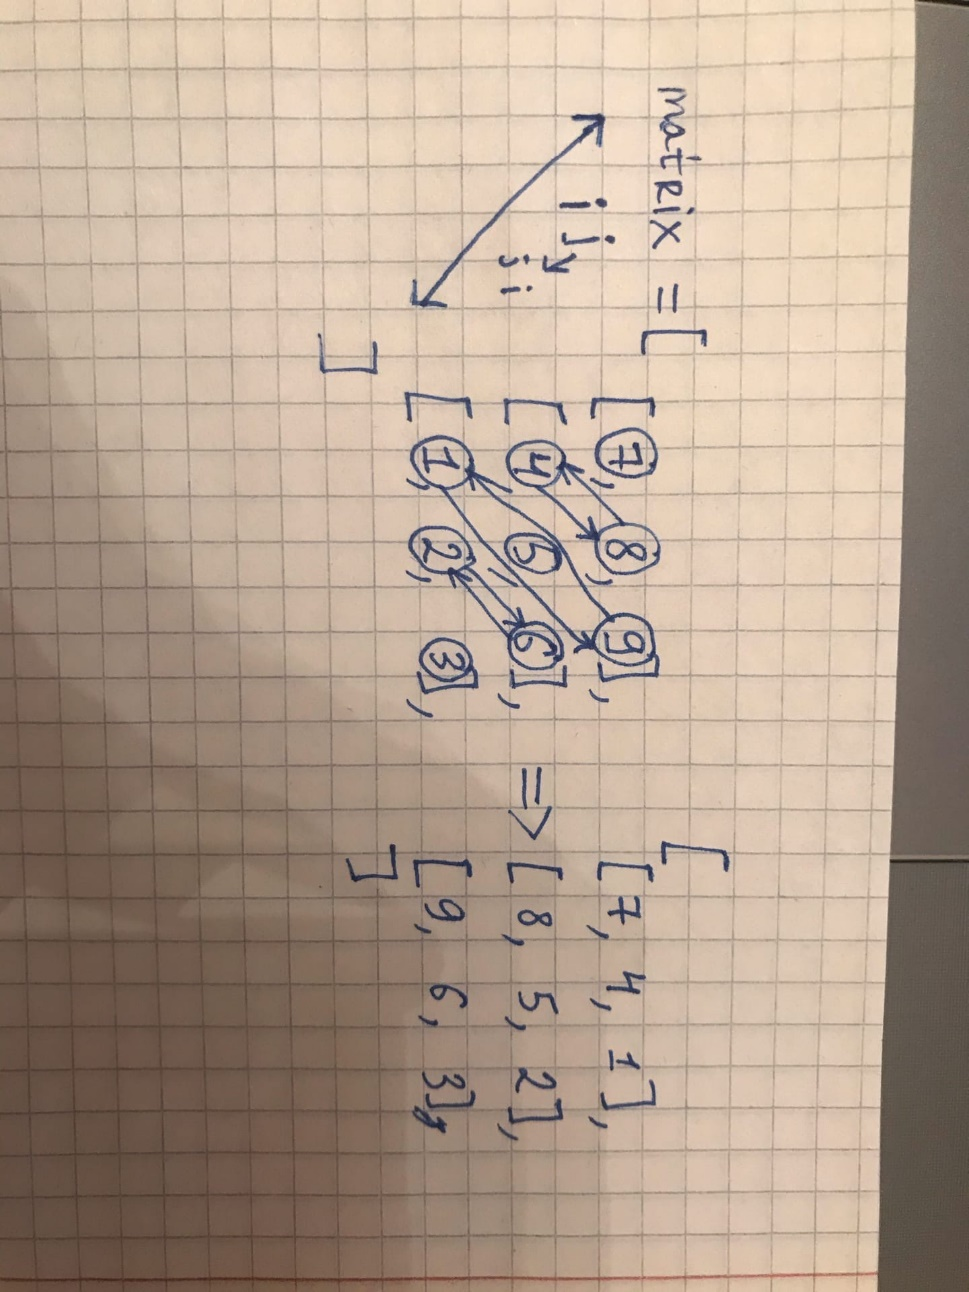 matrix = [
[7, 8, 9],
[4, 5, 6],
[1, 2, 3],
]
i j
ji
=>
[
[7, 4, 1],
[8, 5, 2],
[9, 6, 3],
]